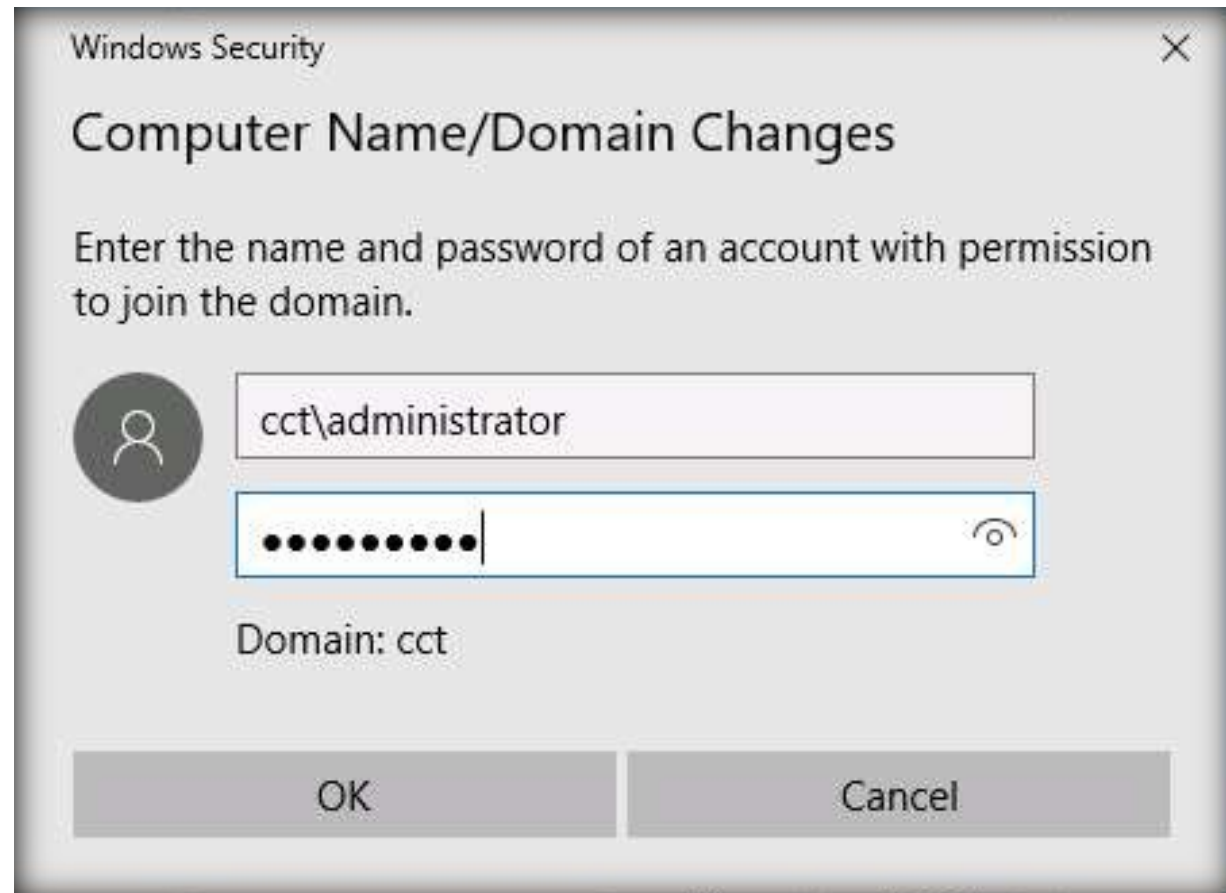 Windows Security
Computer Name/Domain Changes
Enter the name and password of an account with permission
to join the domain.
cct\administrator
●●●●●●●●●
Domain: cct
OK
Cancel